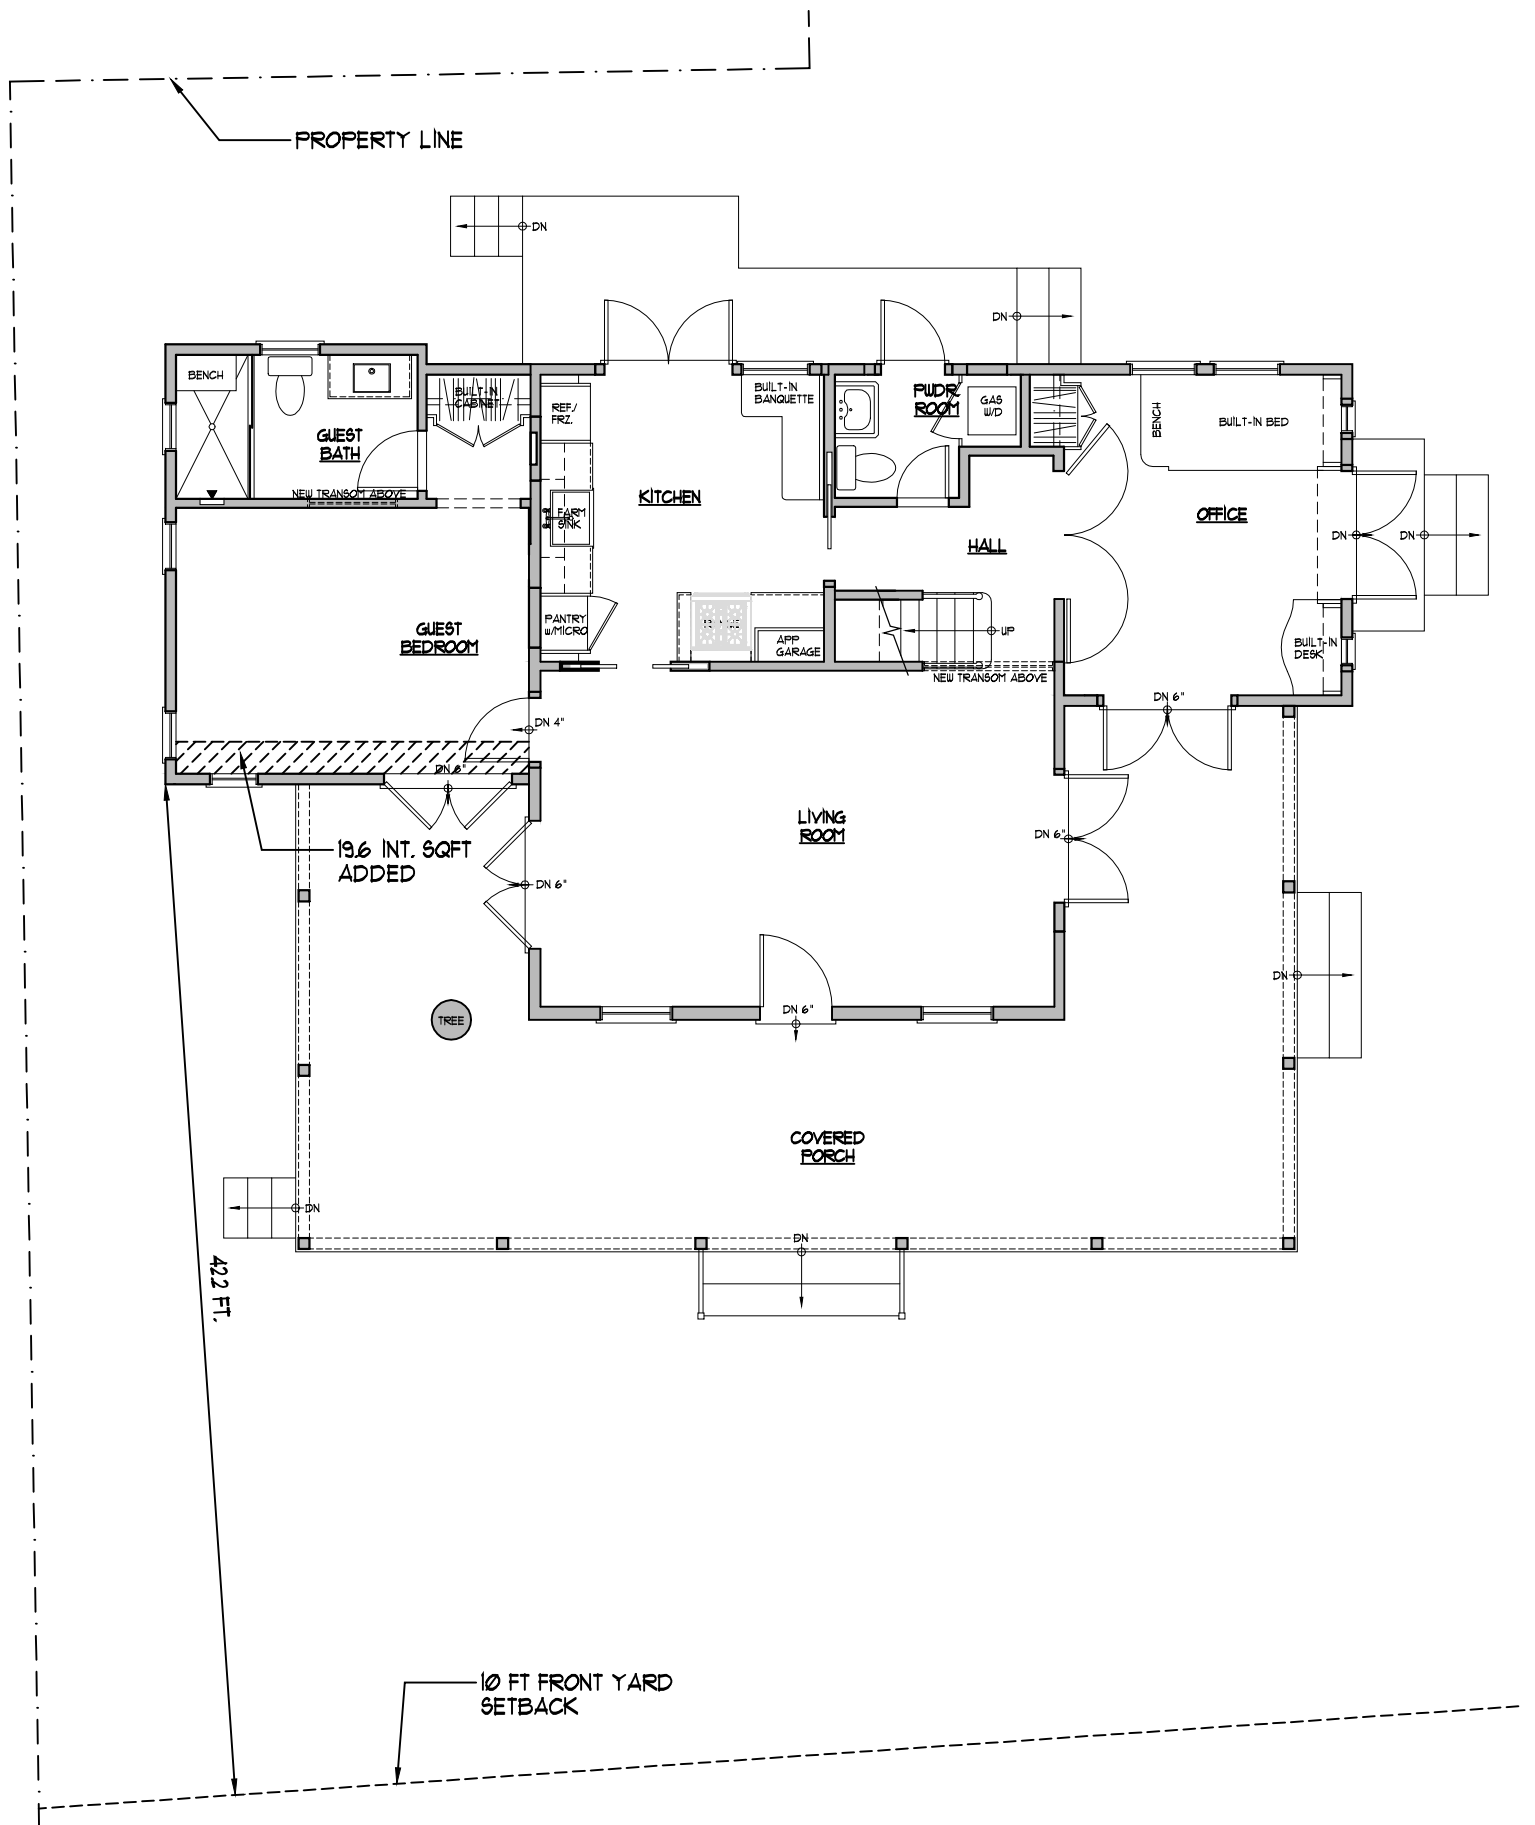 PROPERTY LINE
DN
DN
BENCH
BUILT-IN
CABINET
GUEST
BATH
NEW TRANSOM ABOVE
REF./
FRZ.
BUILT-IN
BANQUETTE
PWDR
ROOM
GAS
W/D
BENCH
BUILT-IN BED
KITCHEN
FARM
SINK
HALL
OFFICE
DN
DN
GUEST
BEDROOM
PANTRY
w/MICRO
APP
GARAGE
UP
NEW TRANSOM ABOVE
BUILT-IN
DESK
DN 6"
DN 4"
DN 6"
LIVING
ROOM
DN 6"
19.6 INT. SQFT
ADDED
DN 6"
DN
TREE
DN 6"
COVERED
PORCH
DN
DN
42.2 FT.
10 FT FRONT YARD
SETBACK